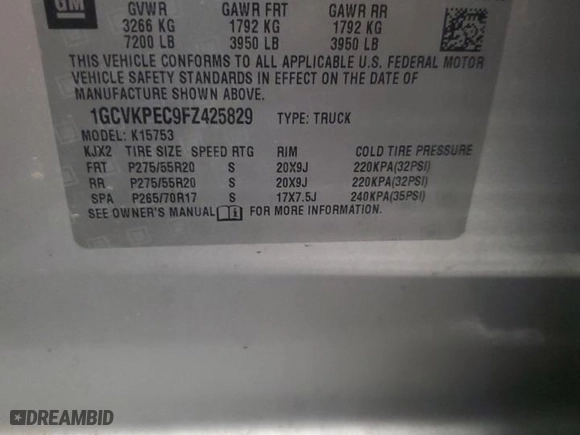 GM
GVWR GAWR FRT GAWR RR
3266 KG 1792 KG 1792 KG
7200 LB 3950 LB 3950 LB
THIS VEHICLE CONFORMS TO ALL APPLICABLE U.S. FEDERAL MOTOR
VEHICLE SAFETY STANDARDS IN EFFECT ON THE DATE OF
MANUFACTURE SHOWN ABOVE.
1GCVKPEC9FZ425829 TYPE: TRUCK
MODEL: K15753
KJX2 TIRE SIZE SPEED RTG RIM COLD TIRE PRESSURE
FRT P275/55R20 S 20X9J 220KPA(32PSI)
RR P275/55R20 S 20X9J 220KPA(32PSI)
SPA P265/70R17 S 17X7.5J 240KPA(35PSI)
SEE OWNER'S MANUAL FOR MORE INFORMATION.
DREAMBID